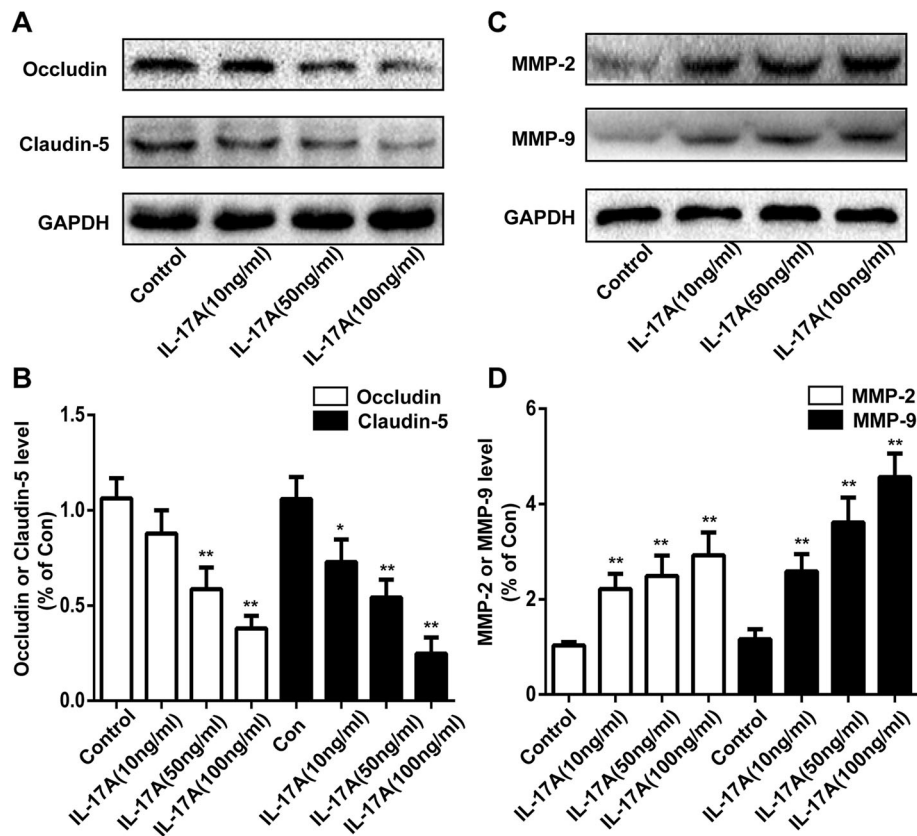 A
Occludin
Claudin-5
GAPDH
Control
IL-17A(10ng/ml)
IL-17A(50ng/ml)
IL-17A(100ng/ml)
C
MMP-2
MMP-9
GAPDH
Control
IL-17A(10ng/ml)
IL-17A(50ng/ml)
IL-17A(100ng/ml)
B
Occludin
Claudin-5
Occludin or Claudin-5 level
(% of Con)
1.5
1.0
0.5
0.0
**
**
*
**
**
Control
IL-17A(10ng/ml)
IL-17A(50ng/ml)
IL-17A(100ng/ml)
Con
IL-17A(10ng/ml)
IL-17A(50ng/ml)
IL-17A(100ng/ml)
D
MMP-2
MMP-9
MMP-2 or MMP-9 level
(% of Con)
6
4
2
0
**
**
**
**
**
**
Control
IL-17A(10ng/ml)
IL-17A(50ng/ml)
IL-17A(100ng/ml)
Control
IL-17A(10ng/ml)
IL-17A(50ng/ml)
IL-17A(100ng/ml)